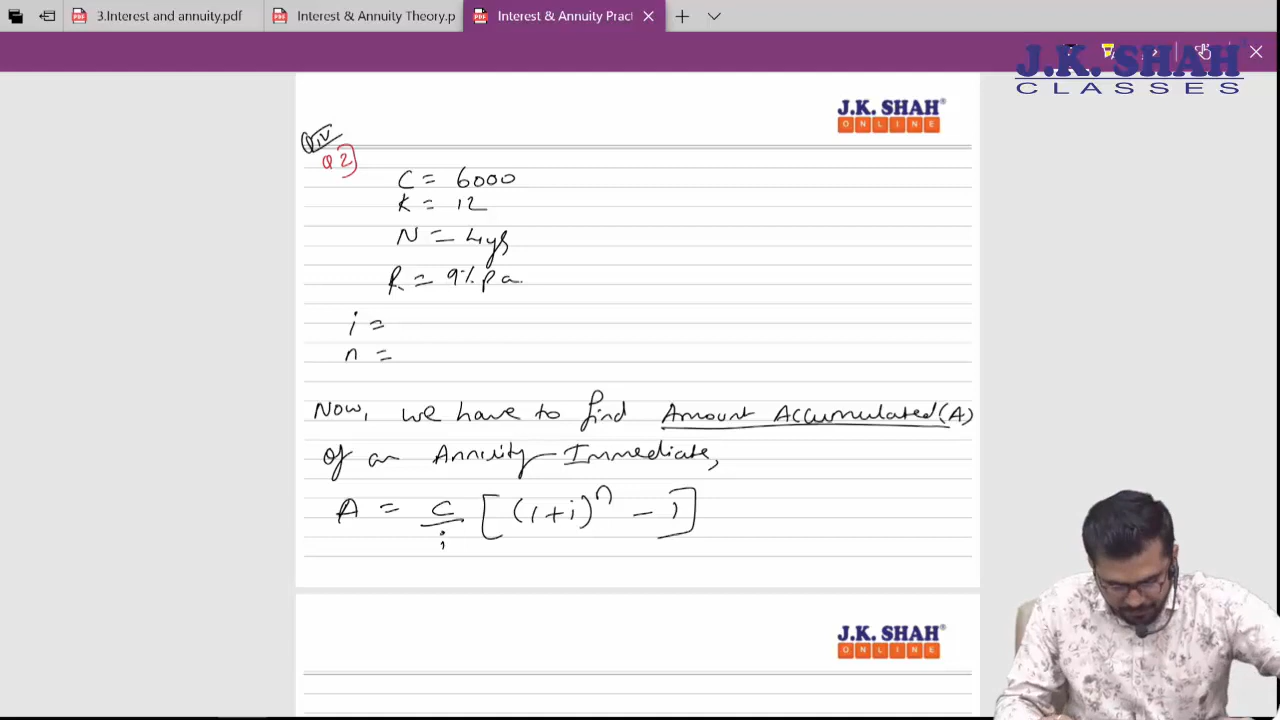 3.Interest and annuity.pdf
Interest & Annuity Theory.p
Interest & Annuity Pract
J.K. SHAH
CLASSES
J.K. SHAH®
ONLINE
Q.IV
Q2]
C = 6000
K = 12
N = 4yrs
R = 9% p a
i =
n =
Now, we have to find Amount Accumulated(A)
of an Annuity Immediate,
A = c/i [(1+i)^n - 1]
J.K. SHAH®
ONLINE